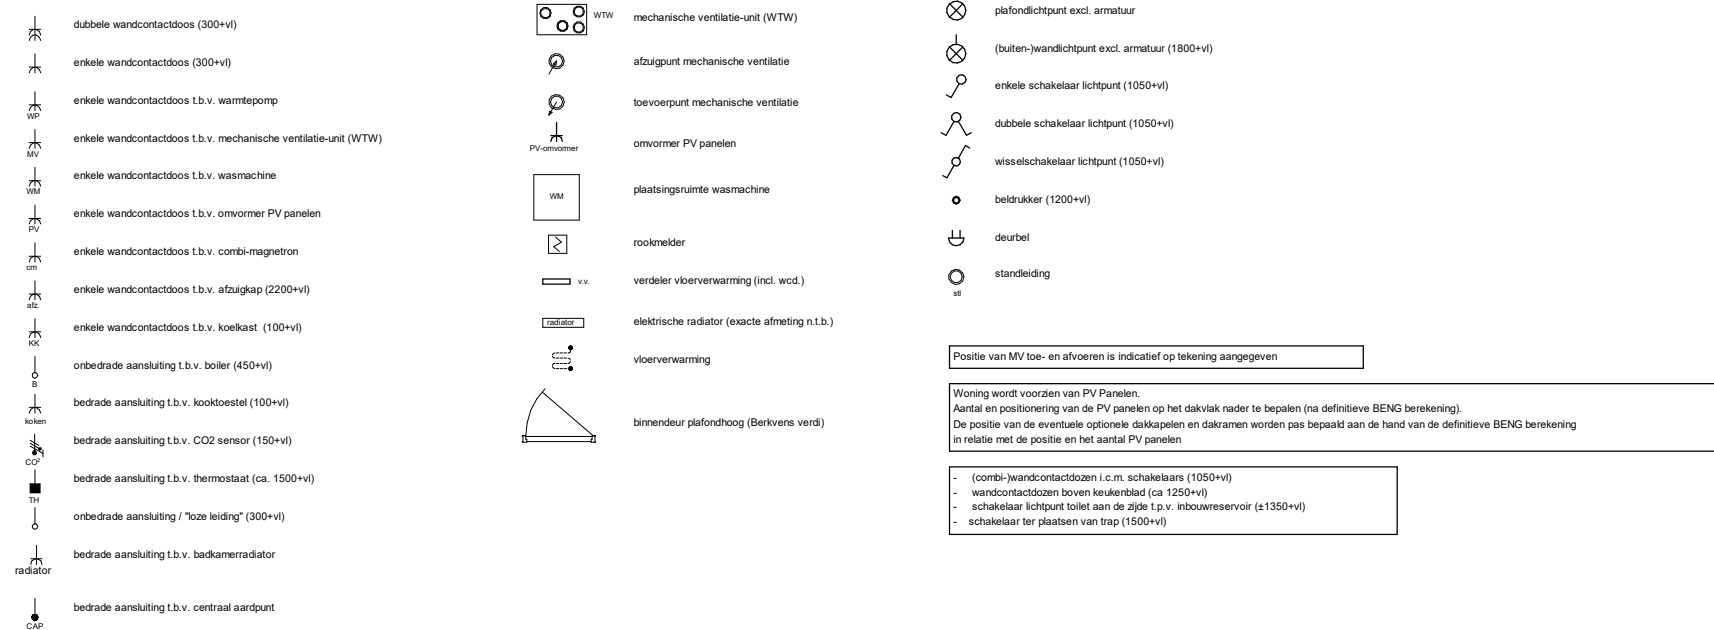 dubbele wandcontactdoos (300+vl)
enkele wandcontactdoos (300+vl)
WP
enkele wandcontactdoos t.b.v. warmtepomp
MV
enkele wandcontactdoos t.b.v. mechanische ventilatie-unit (WTW)
WM
enkele wandcontactdoos t.b.v. wasmachine
PV
enkele wandcontactdoos t.b.v. omvormer PV panelen
cm
enkele wandcontactdoos t.b.v. combi-magnetron
afz.
enkele wandcontactdoos t.b.v. afzuigkap (2200+vl)
KK
enkele wandcontactdoos t.b.v. koelkast (100+vl)
B
onbedrade aansluiting t.b.v. boiler (450+vl)
koken
bedrade aansluiting t.b.v. kooktoestel (100+vl)
CO²
bedrade aansluiting t.b.v. CO2 sensor (150+vl)
TH
bedrade aansluiting t.b.v. thermostaat (ca. 1500+vl)
onbedrade aansluiting / "loze leiding" (300+vl)
radiator
bedrade aansluiting t.b.v. badkamerradiator
CAP
bedrade aansluiting t.b.v. centraal aardpunt
WTW
mechanische ventilatie-unit (WTW)
afzuigpunt mechanische ventilatie
toevoerpunt mechanische ventilatie
PV-omvormer
omvormer PV panelen
WM
plaatsingsruimte wasmachine
rookmelder
v.v.
verdeler vloerverwarming (incl. wcd.)
radiator
elektrische radiator (exacte afmeting n.t.b.)
vloerverwarming
binnendeur plafondhoog (Berkvens verdi)
plafondlichtpunt excl. armatuur
(buiten-)wandlichtpunt excl. armatuur (1800+vl)
enkele schakelaar lichtpunt (1050+vl)
dubbele schakelaar lichtpunt (1050+vl)
wisselschakelaar lichtpunt (1050+vl)
beldrukker (1200+vl)
deurbel
stl
standleiding
Positie van MV toe- en afvoeren is indicatief op tekening aangegeven
Woning wordt voorzien van PV Panelen.
Aantal en positionering van de PV panelen op het dakvlak nader te bepalen (na definitieve BENG berekening).
De positie van de eventuele optionele dakkapelen en dakramen worden pas bepaald aan de hand van de definitieve BENG berekening
in relatie met de positie en het aantal PV panelen
- (combi-)wandcontactdozen i.c.m. schakelaars (1050+vl)
- wandcontactdozen boven keukenblad (ca 1250+vl)
- schakelaar lichtpunt toilet aan de zijde t.p.v. inbouwreservoir (±1350+vl)
- schakelaar ter plaatsen van trap (1500+vl)